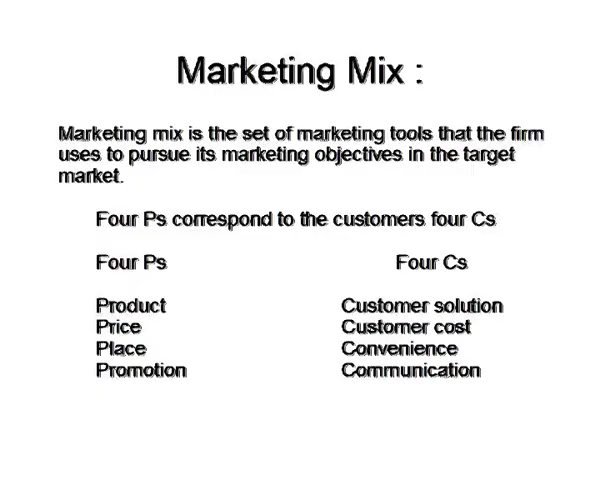 Marketing Mix :
Marketing mix is the set of marketing tools that the firm
uses to pursue its marketing objectives in the target
market.
Four Ps correspond to the customers four Cs
Four Ps Four Cs
Product Customer solution
Price Customer cost
Place Convenience
Promotion Communication